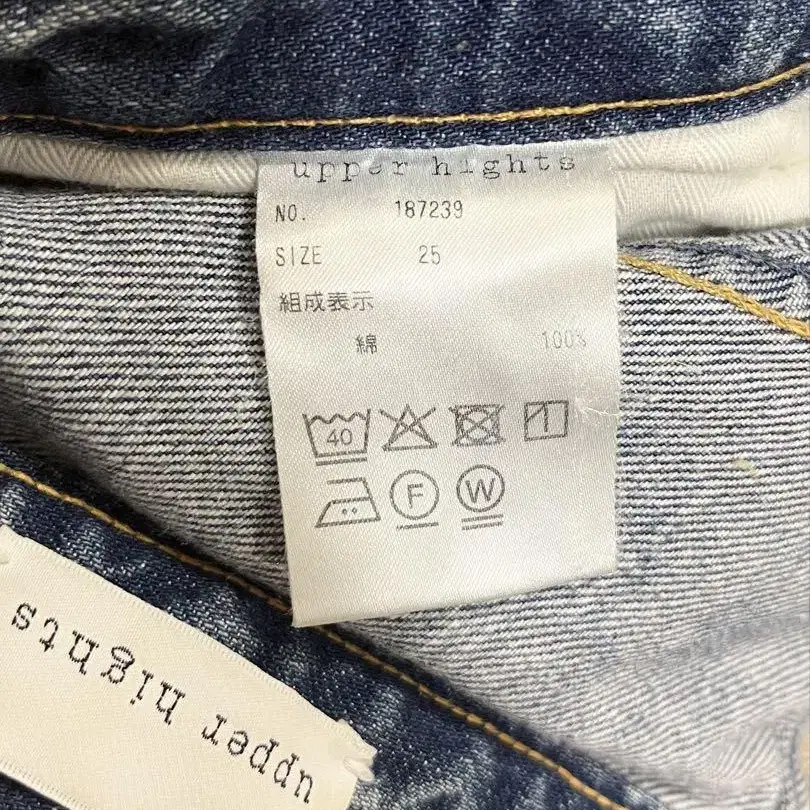 upper hights
NO. 187239
SIZE 25
組成表示
綿 100%
40
F W
upper hights